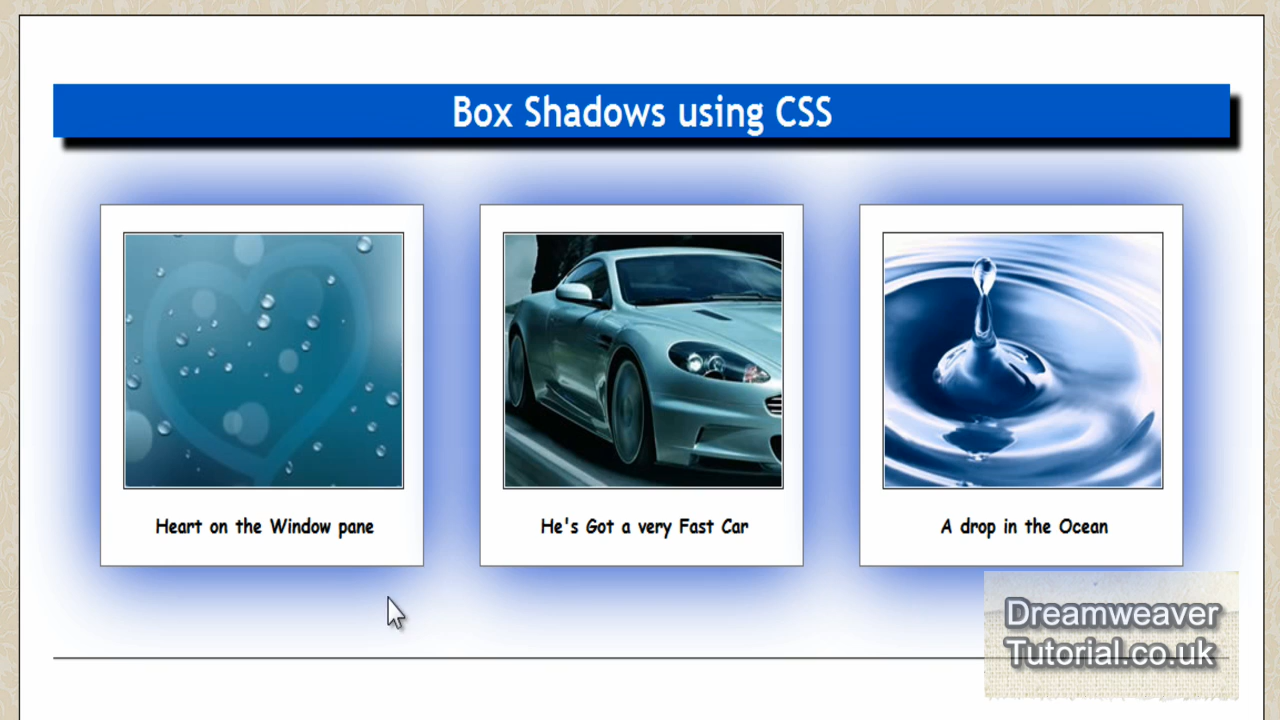 Box Shadows using CSS
Heart on the Window pane
He's Got a very Fast Car
A drop in the Ocean
Dreamweaver
Tutorial.co.uk